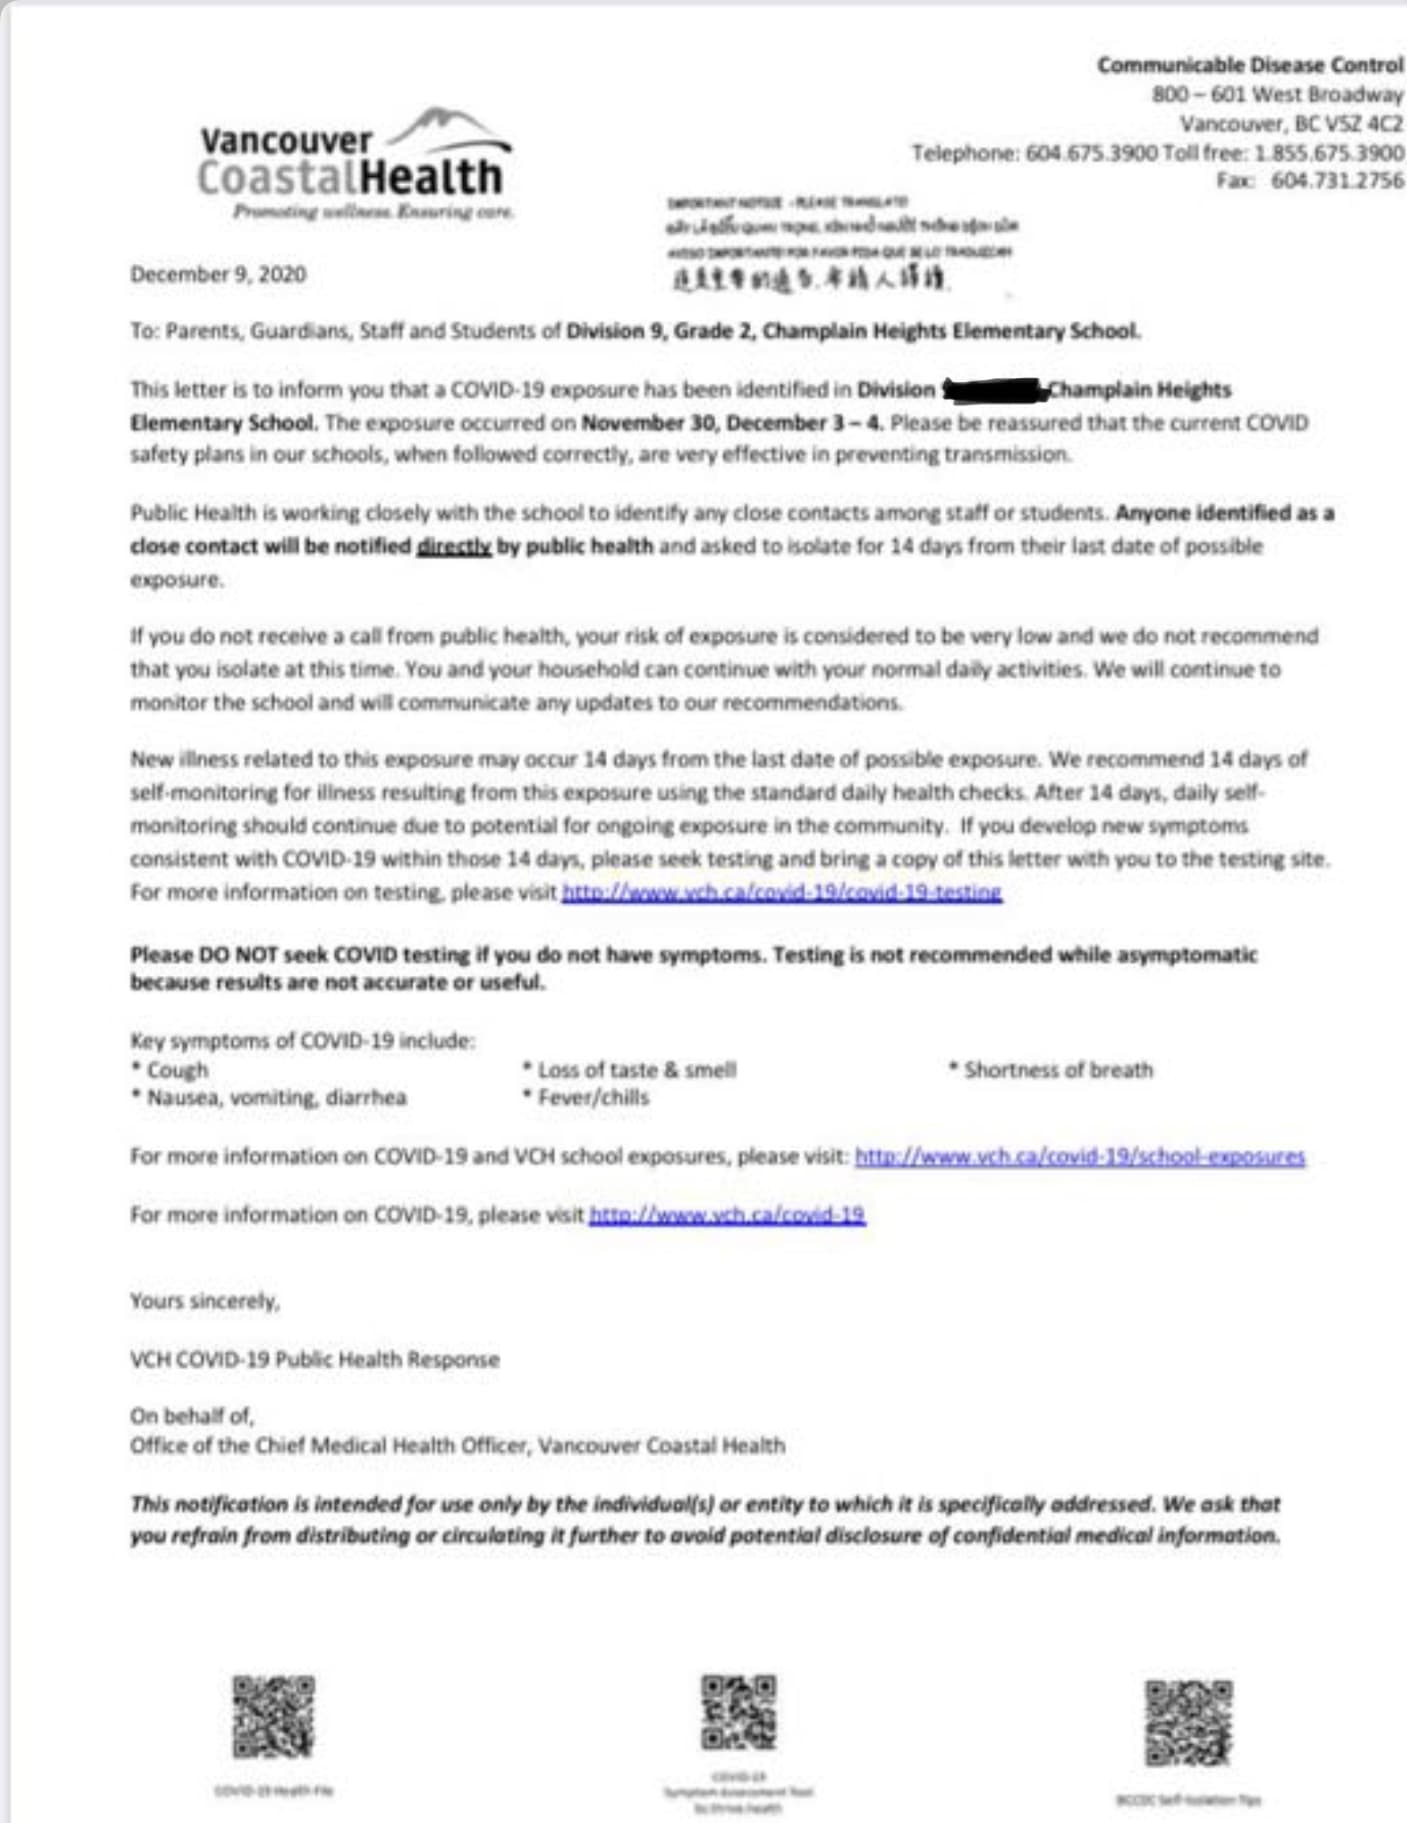 Communicable Disease Control
800 – 601 West Broadway
Vancouver, BC V5Z 4C2
Telephone: 604.675.3900 Toll free: 1.855.675.3900
Fax: 604.731.2756
Vancouver
CoastalHealth
Promoting wellness. Ensuring care.
IMPORTANT NOTICE - PLEASE TRANSLATE
AVISO IMPORTANTE POR FAVOR PIDA QUE SE LO TRADUZCAN
December 9, 2020
To: Parents, Guardians, Staff and Students of Division 9, Grade 2, Champlain Heights Elementary School.
This letter is to inform you that a COVID-19 exposure has been identified in Division Champlain Heights
Elementary School. The exposure occurred on November 30, December 3 – 4. Please be reassured that the current COVID
safety plans in our schools, when followed correctly, are very effective in preventing transmission.
Public Health is working closely with the school to identify any close contacts among staff or students. Anyone identified as a
close contact will be notified directly by public health and asked to isolate for 14 days from their last date of possible
exposure.
If you do not receive a call from public health, your risk of exposure is considered to be very low and we do not recommend
that you isolate at this time. You and your household can continue with your normal daily activities. We will continue to
monitor the school and will communicate any updates to our recommendations.
New illness related to this exposure may occur 14 days from the last date of possible exposure. We recommend 14 days of
self-monitoring for illness resulting from this exposure using the standard daily health checks. After 14 days, daily self-
monitoring should continue due to potential for ongoing exposure in the community. If you develop new symptoms
consistent with COVID-19 within those 14 days, please seek testing and bring a copy of this letter with you to the testing site.
For more information on testing, please visit http://www.vch.ca/covid-19/covid-19-testing
Please DO NOT seek COVID testing if you do not have symptoms. Testing is not recommended while asymptomatic
because results are not accurate or useful.
Key symptoms of COVID-19 include:
* Cough * Loss of taste & smell * Shortness of breath
* Nausea, vomiting, diarrhea * Fever/chills
For more information on COVID-19 and VCH school exposures, please visit: http://www.vch.ca/covid-19/school-exposures
For more information on COVID-19, please visit http://www.vch.ca/covid-19
Yours sincerely,
VCH COVID-19 Public Health Response
On behalf of,
Office of the Chief Medical Health Officer, Vancouver Coastal Health
This notification is intended for use only by the individual(s) or entity to which it is specifically addressed. We ask that
you refrain from distributing or circulating it further to avoid potential disclosure of confidential medical information.
COVID-19 Health File
COVID-19
Symptom Assessment Tool
by thrive health
BCCDC Self-Isolation Tips